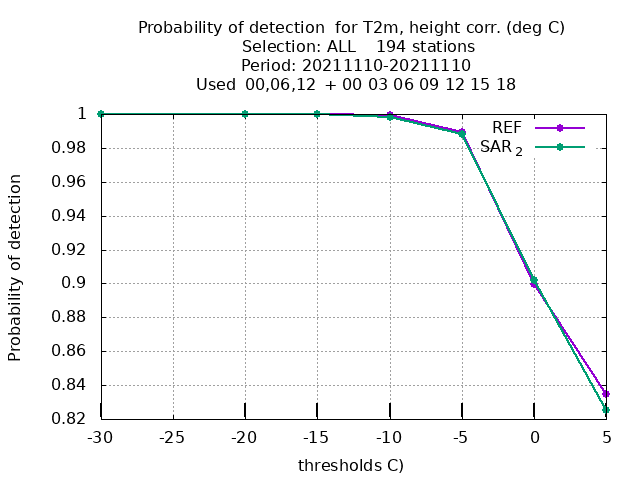 Probability of detection  for T2m, height corr. (deg C)
Selection: ALL    194 stations
Period: 20211110-20211110
Used  00,06,12  + 00 03 06 09 12 15 18
Probability of detection
1
0.98
0.96
0.94
0.92
0.9
0.88
0.86
0.84
0.82
REF
SAR 2
-30 -25 -20 -15 -10 -5 0 5
thresholds C)